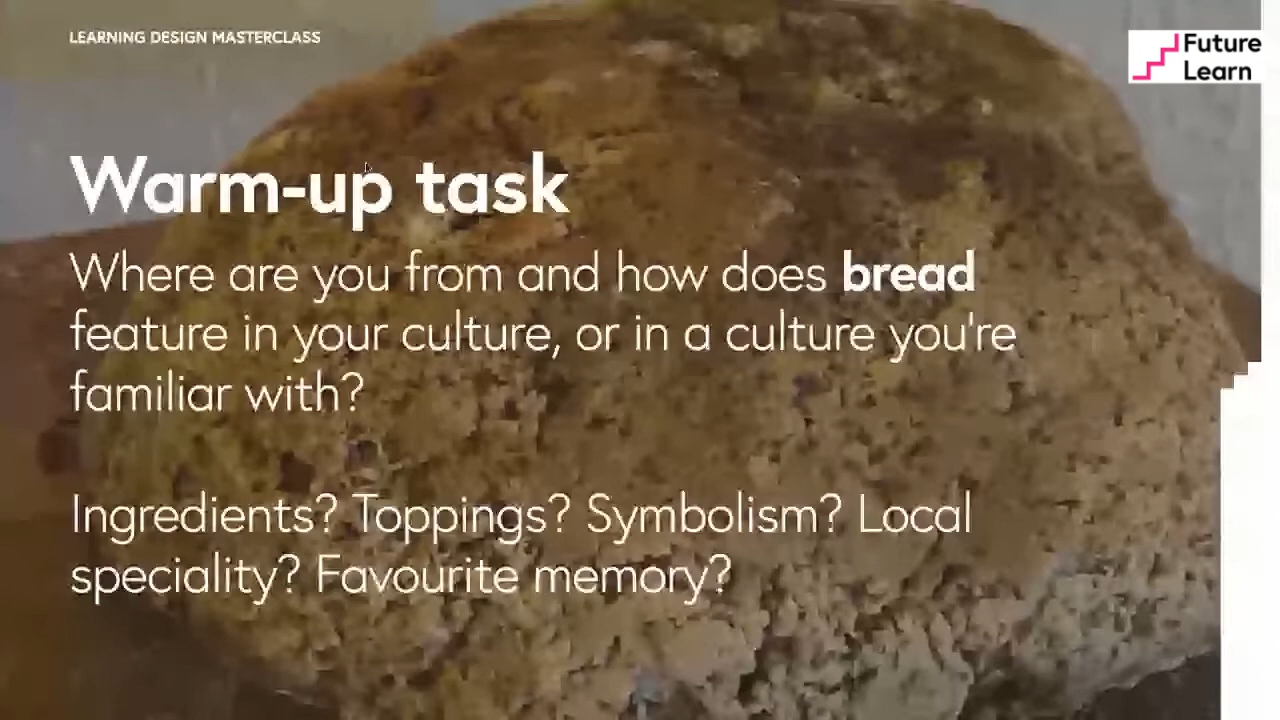 LEARNING DESIGN MASTERCLASS
Future
Learn
Warm-up task
Where are you from and how does bread
feature in your culture, or in a culture you're
familiar with?
Ingredients? Toppings? Symbolism? Local
speciality? Favourite memory?